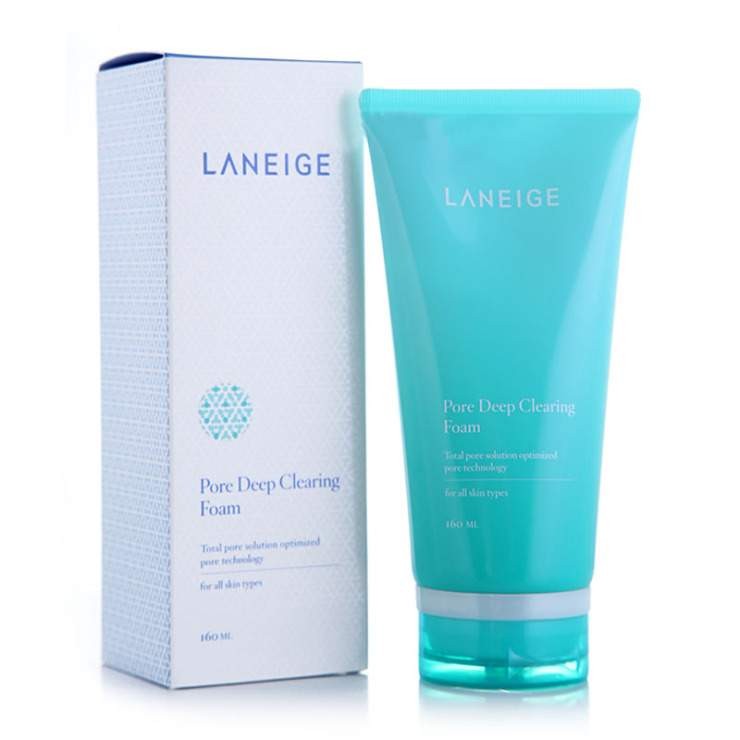 LANEIGE
Pore Deep Clearing
Foam
Total pore solution optimized
pore technology
for all skin types
160 ML
LANEIGE
Pore Deep Clearing
Foam
Total pore solution optimized
pore technology
for all skin types
160 ML